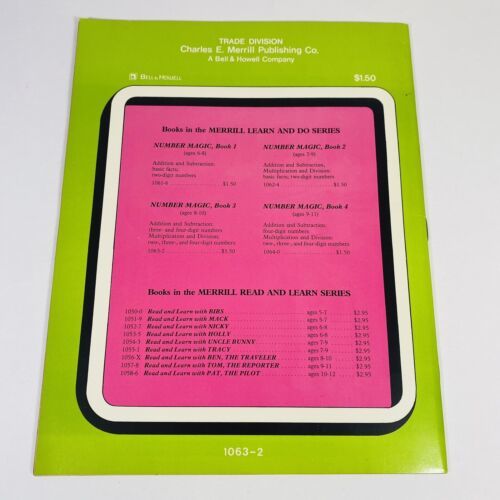 TRADE DIVISION
Charles E. Merrill Publishing Co.
A Bell & Howell Company
BELL & HOWELL
$1.50
Books in the MERRILL LEARN AND DO SERIES
NUMBER MAGIC, Book 1
(ages 6-8)
Addition and Subtraction:
basic facts;
two-digit numbers
1061-6 .................. $1.50
NUMBER MAGIC, Book 2
(ages 7-9)
Addition and Subtraction,
Multiplication and Division:
basic facts, two-digit numbers
1062-4 .................. $1.50
NUMBER MAGIC, Book 3
(ages 8-10)
Addition and Subtraction:
three- and four-digit numbers
Multiplication and Division:
two, three-, and four-digit numbers
1063-2 .................. $1.50
NUMBER MAGIC, Book 4
(ages 9-11)
Addition and Subtraction:
four-digit numbers
Multiplication and Division:
two, three-, and four-digit numbers
1064-0 .................. $1.50
Books in the MERRILL READ AND LEARN SERIES
1050-0 Read and Learn with BIBS .................. ages 5-7 ...... $2.95
1051-9 Read and Learn with MACK .................. ages 5-7 ...... $2.95
1052-7 Read and Learn with NICKY .................. ages 6-8 ...... $2.95
1053-5 Read and Learn with HOLLY .................. ages 6-8 ...... $2.95
1054-3 Read and Learn with UNCLE BUNNY .................. ages 7-9 ...... $2.95
1055-1 Read and Learn with TRACY .................. ages 7-9 ...... $2.95
1056-X Read and Learn with BEN, THE TRAVELER .................. ages 8-10 ...... $2.95
1057-8 Read and Learn with TOM, THE REPORTER .................. ages 9-11 ...... $2.95
1058-6 Read and Learn with PAT, THE PILOT .................. ages 10-12 ...... $2.95
1063-2